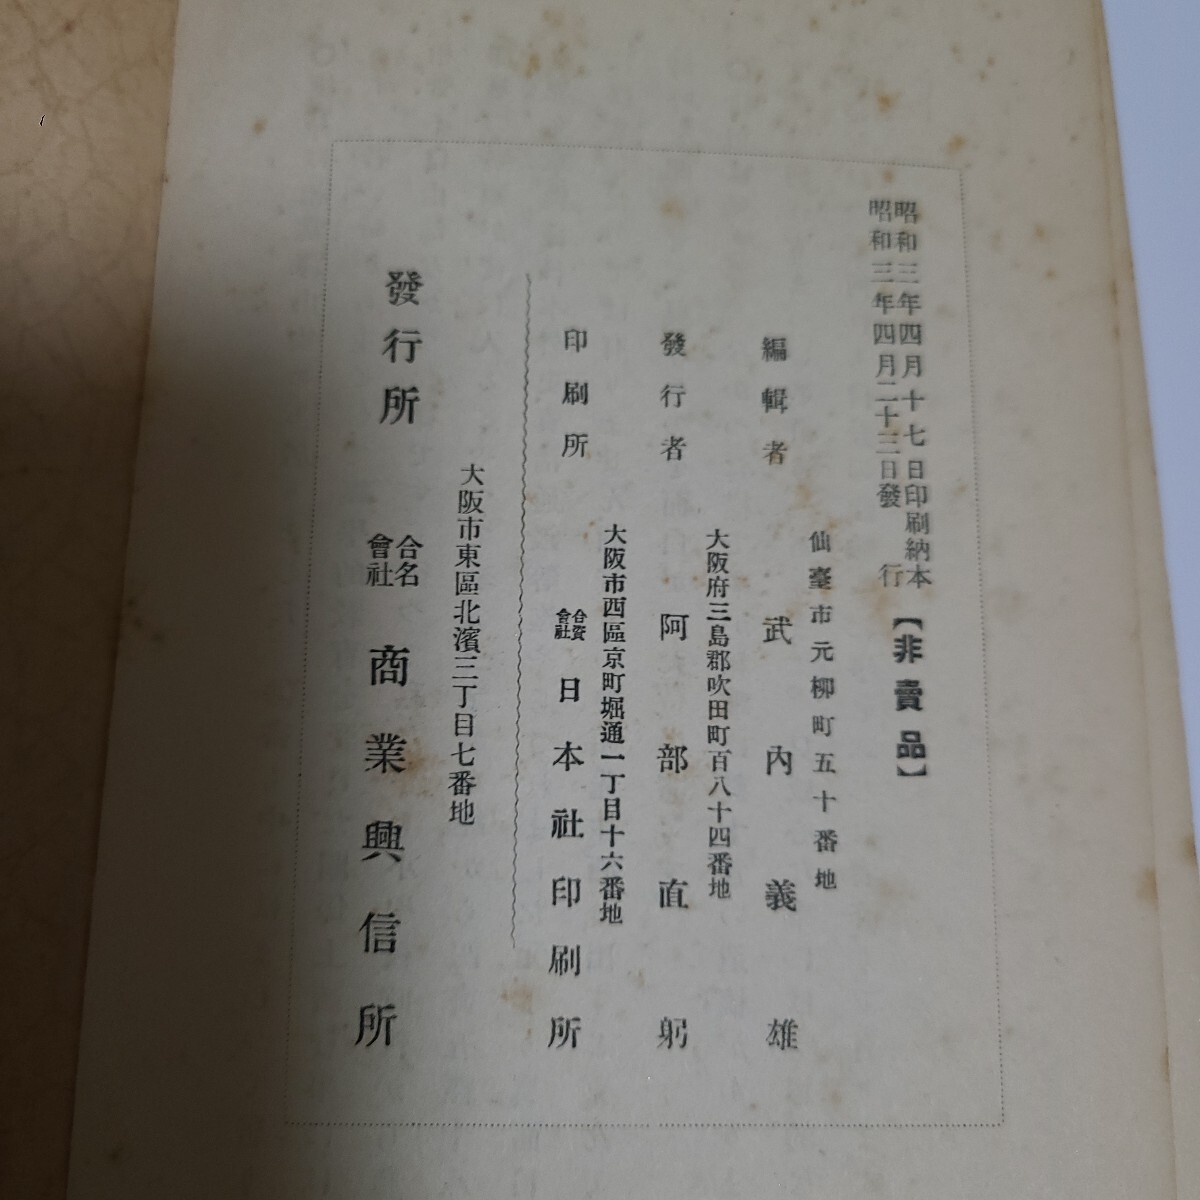 昭和三年四月十七日印刷納本
昭和三年四月二十三日發行
【非賣品】
仙臺市元柳町五十番地
編輯者 武内義雄
大阪府三島郡吹田町百八十四番地
發行者 阿部直躬
大阪市西區京町堀通一丁目十六番地
印刷所 合資會社 日本社印刷所
大阪市東區北濱三丁目七番地
發行所 合名會社 商業興信所